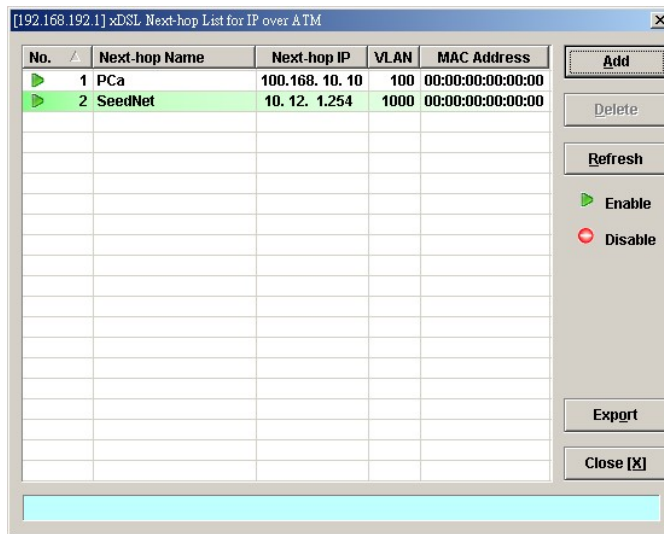 [192.168.192.1] xDSL Next-hop List for IP over ATM
No. Next-hop Name Next-hop IP VLAN MAC Address
1 PCa 100.168. 10. 10 100 00:00:00:00:00:00
2 SeedNet 10. 12. 1.254 1000 00:00:00:00:00:00
Add
Delete
Refresh
Enable
Disable
Export
Close [X]